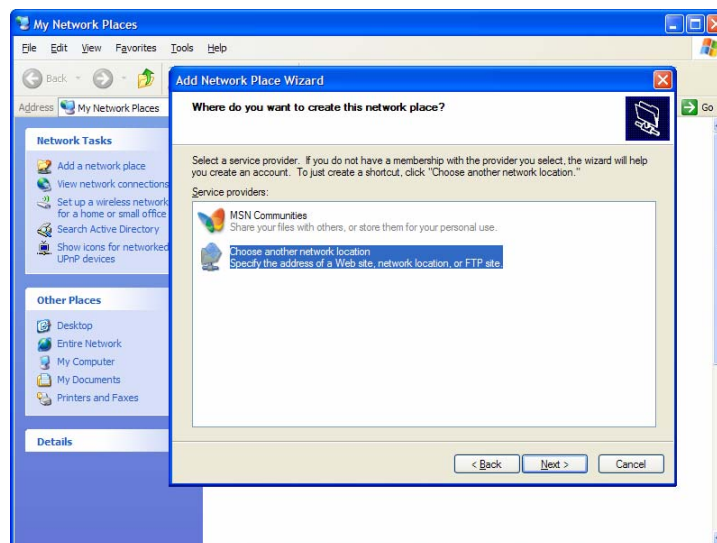 My Network Places
File Edit View Favorites Tools Help
Back
Address My Network Places
Go
Network Tasks
Add a network place
View network connections
Set up a wireless network
for a home or small office
Search Active Directory
Show icons for networked
UPnP devices
Other Places
Desktop
Entire Network
My Computer
My Documents
Printers and Faxes
Details
Add Network Place Wizard
Where do you want to create this network place?
Select a service provider. If you do not have a membership with the provider you select, the wizard will help
you create an account. To just create a shortcut, click "Choose another network location."
Service providers:
MSN Communities
Share your files with others, or store them for your personal use.
Choose another network location
Specify the address of a Web site, network location, or FTP site.
< Back Next > Cancel